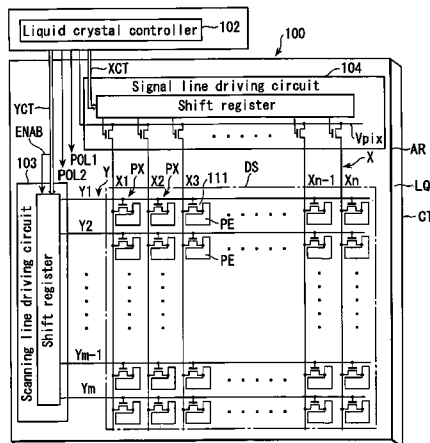 Liquid crystal controller
102
100
XCT
104
Signal line driving circuit
Shift register
YCT
ENAB
POL1
POL2
Vpix
X
AR
LQ
CT
103
Y
X1
PX
X2
PX
X3
111
DS
Xn-1
Xn
Y1
PE
Y2
PE
Scanning line driving circuit
Shift register
Ym-1
Ym